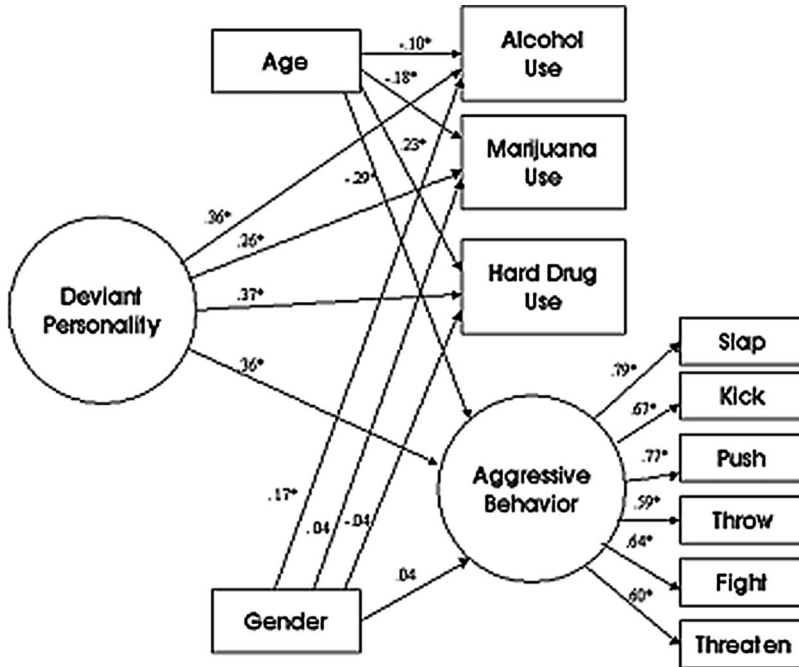 Age
-.10*
Alcohol
Use
-.18*
Marijuana
Use
.23*
-.29*
.36*
.26*
Hard Drug
Use
Deviant
Personality
.37*
.36*
Slap
.79*
Kick
.67*
Push
.77*
Aggressive
Behavior
.59*
Throw
.17*
.04
-.04
.64*
Fight
.04
.60*
Gender
Threaten